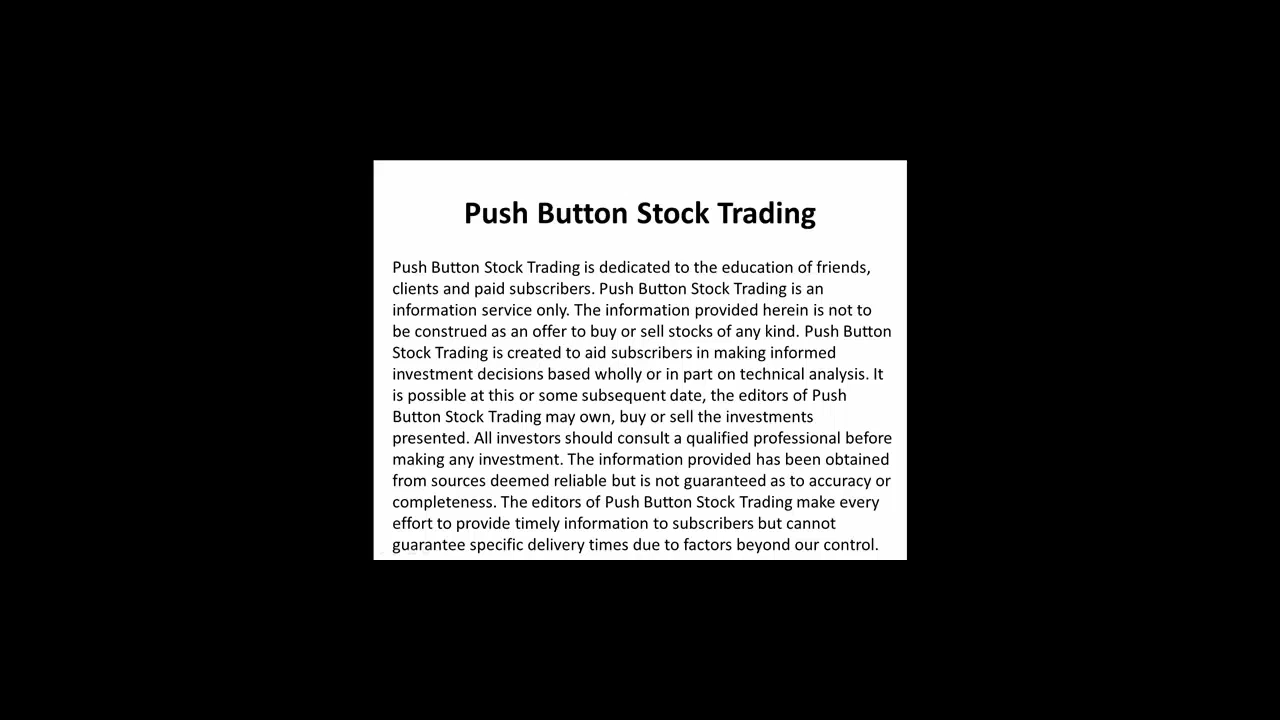 Push Button Stock Trading
Push Button Stock Trading is dedicated to the education of friends,
clients and paid subscribers. Push Button Stock Trading is an
information service only. The information provided herein is not to
be construed as an offer to buy or sell stocks of any kind. Push Button
Stock Trading is created to aid subscribers in making informed
investment decisions based wholly or in part on technical analysis. It
is possible at this or some subsequent date, the editors of Push
Button Stock Trading may own, buy or sell the investments
presented. All investors should consult a qualified professional before
making any investment. The information provided has been obtained
from sources deemed reliable but is not guaranteed as to accuracy or
completeness. The editors of Push Button Stock Trading make every
effort to provide timely information to subscribers but cannot
guarantee specific delivery times due to factors beyond our control.